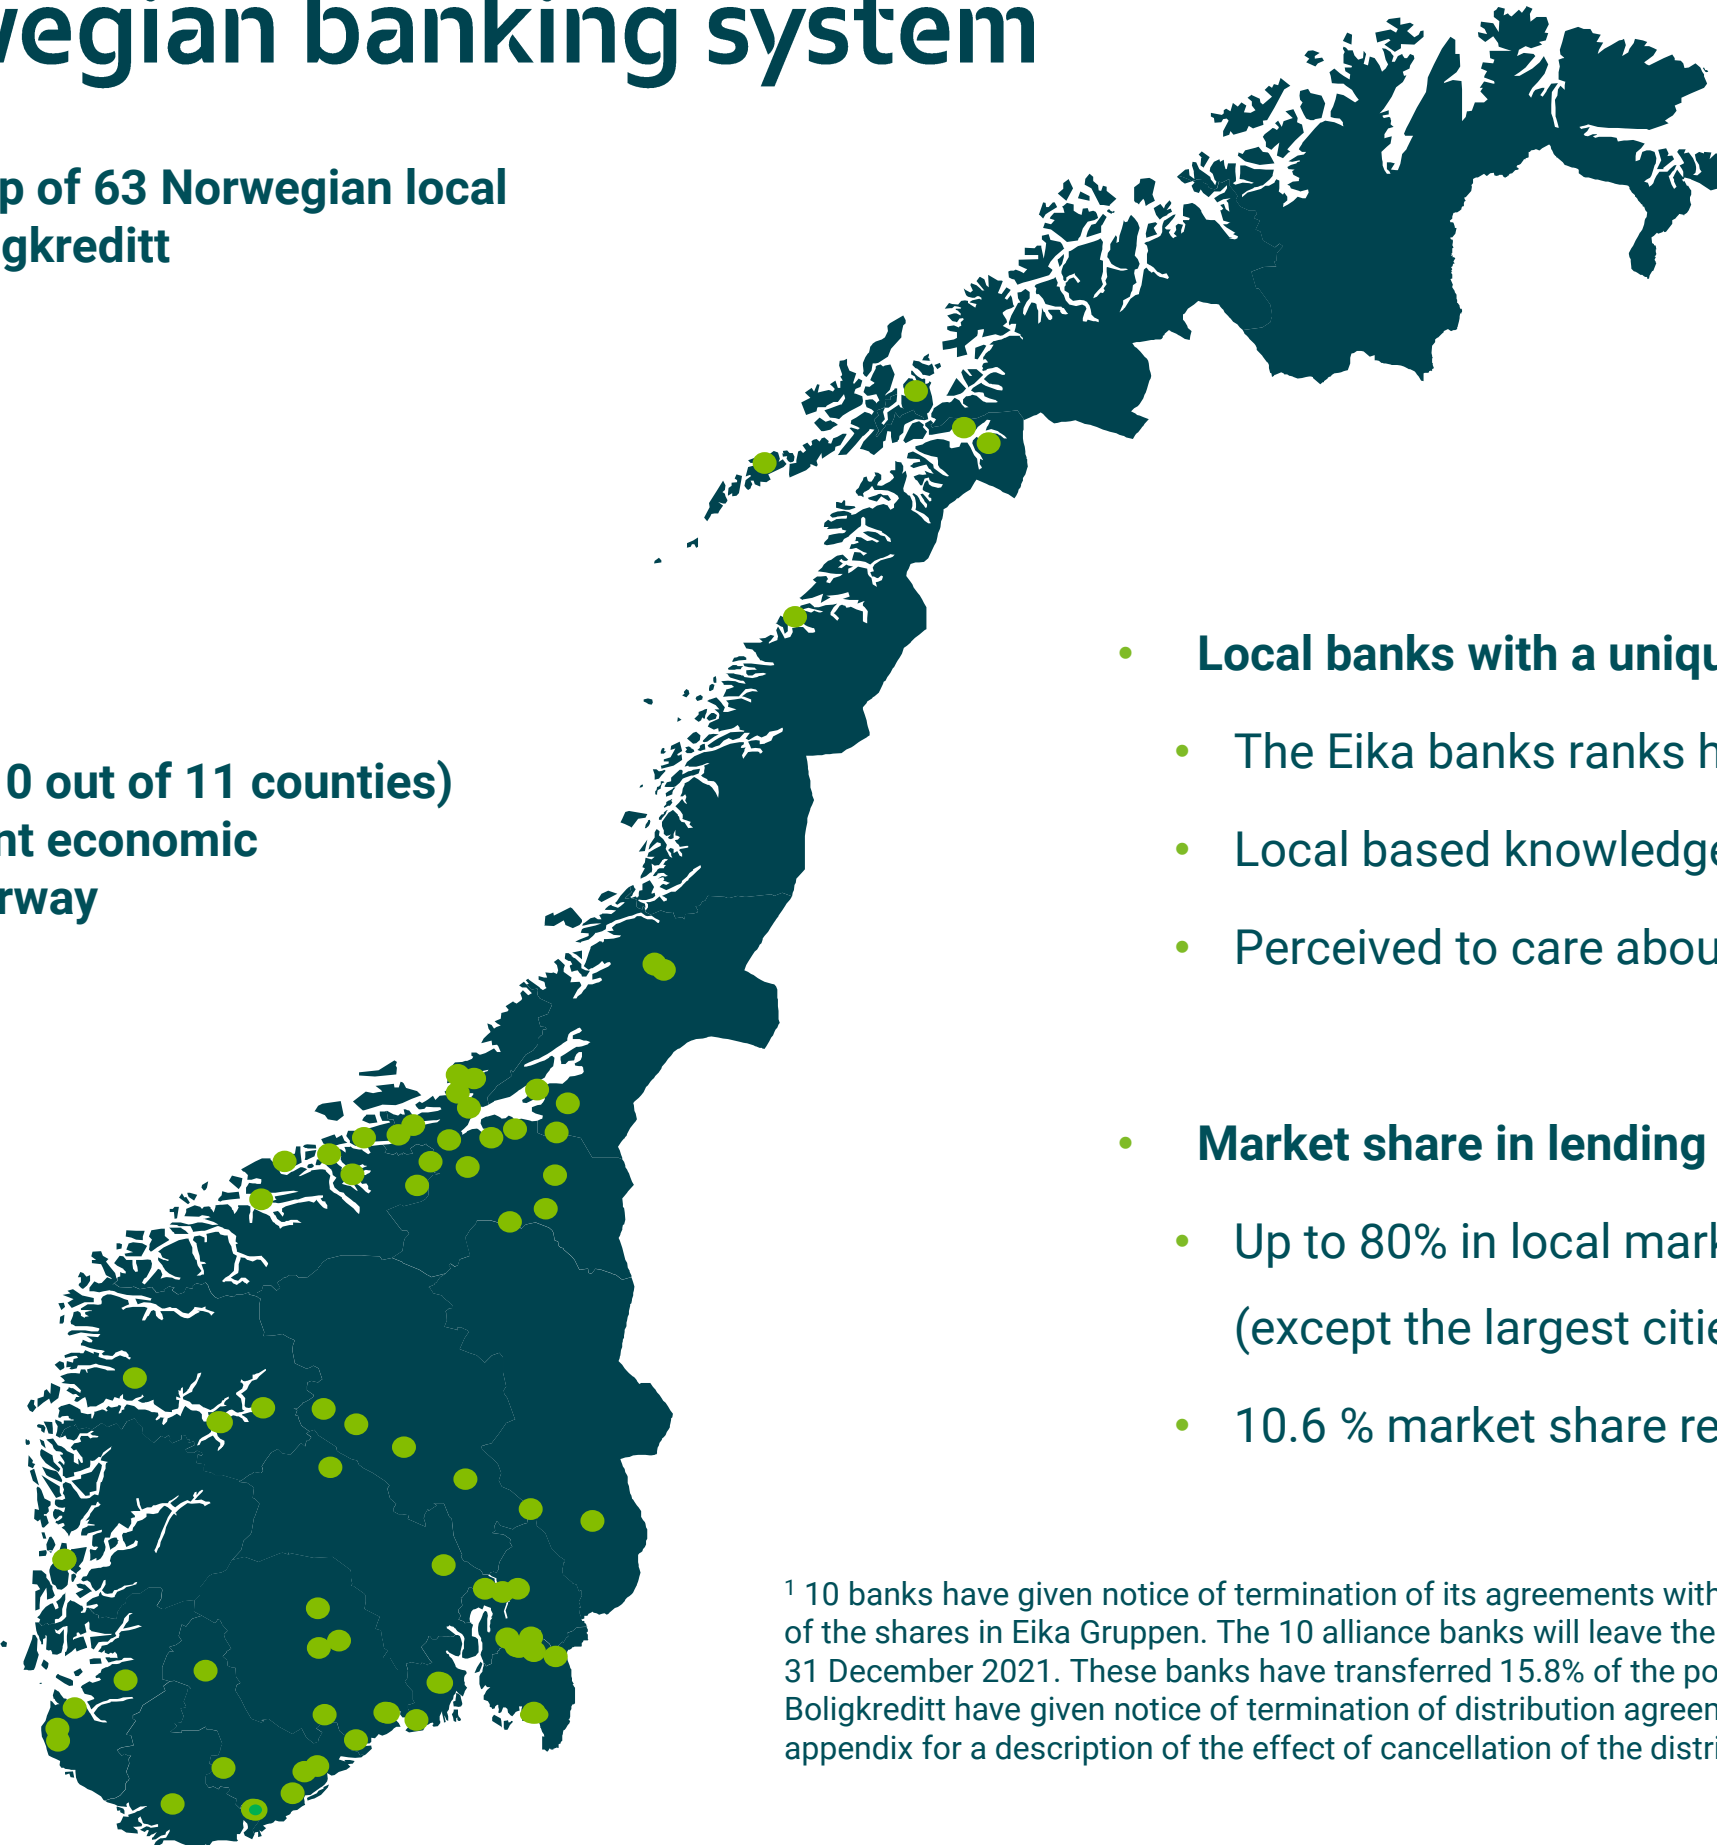 wegian banking system
p of 63 Norwegian local
gkreditt
0 out of 11 counties)
nt economic
rway
• Local banks with a uniqu
• The Eika banks ranks h
• Local based knowledge
• Perceived to care abou
• Market share in lending
• Up to 80% in local mark
(except the largest citie
• 10.6 % market share re
¹ 10 banks have given notice of termination of its agreements with
of the shares in Eika Gruppen. The 10 alliance banks will leave the
31 December 2021. These banks have transferred 15.8% of the po
Boligkreditt have given notice of termination of distribution agreem
appendix for a description of the effect of cancellation of the distri